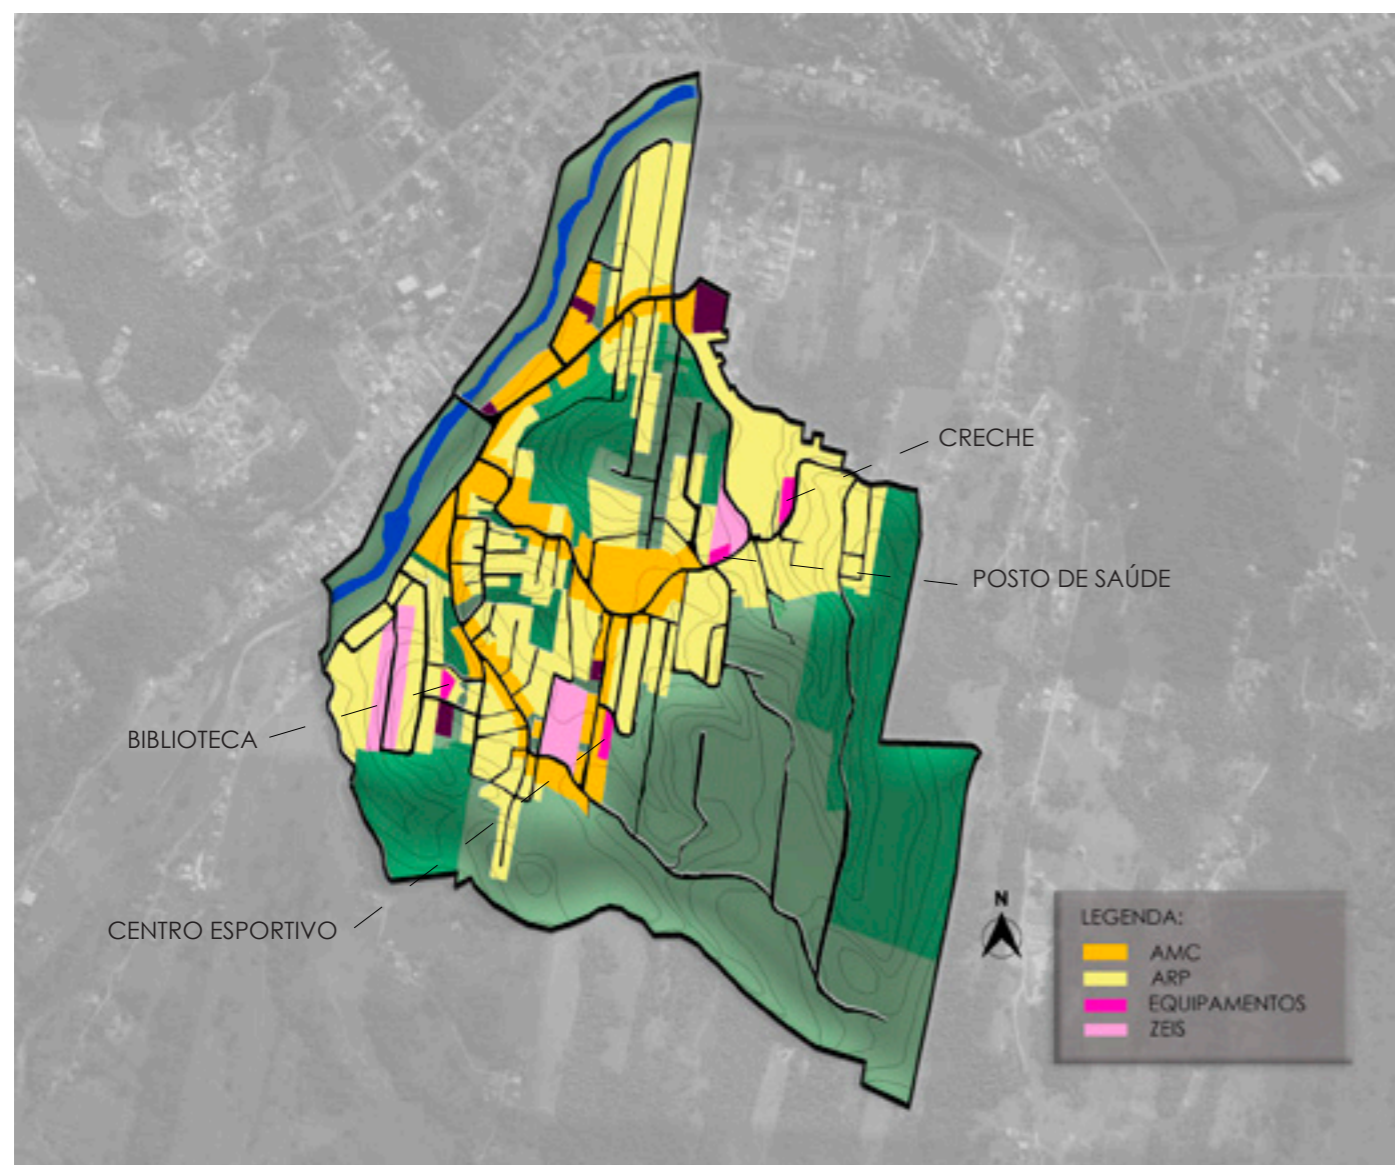 CRECHE
POSTO DE SAÚDE
BIBLIOTECA
CENTRO ESPORTIVO
N
LEGENDA:
AMC
ARP
EQUIPAMENTOS
ZEIS